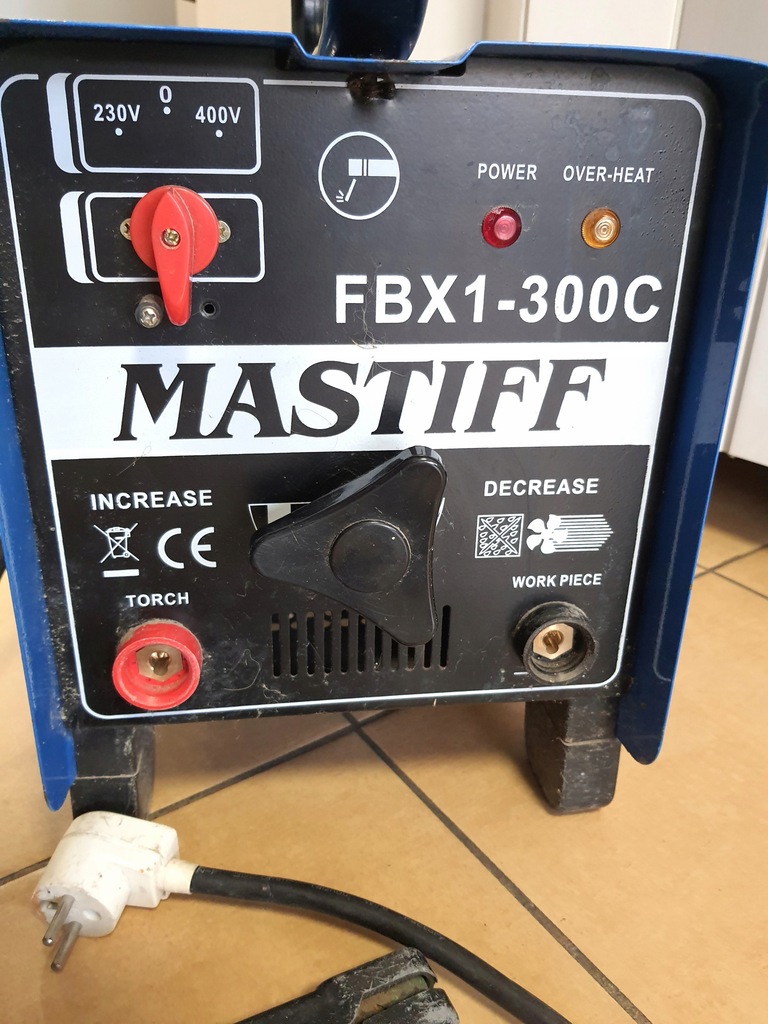 0
230V 400V
POWER OVER-HEAT
FBX1-300C
MASTIFF
INCREASE DECREASE
CE
WORK PIECE
TORCH